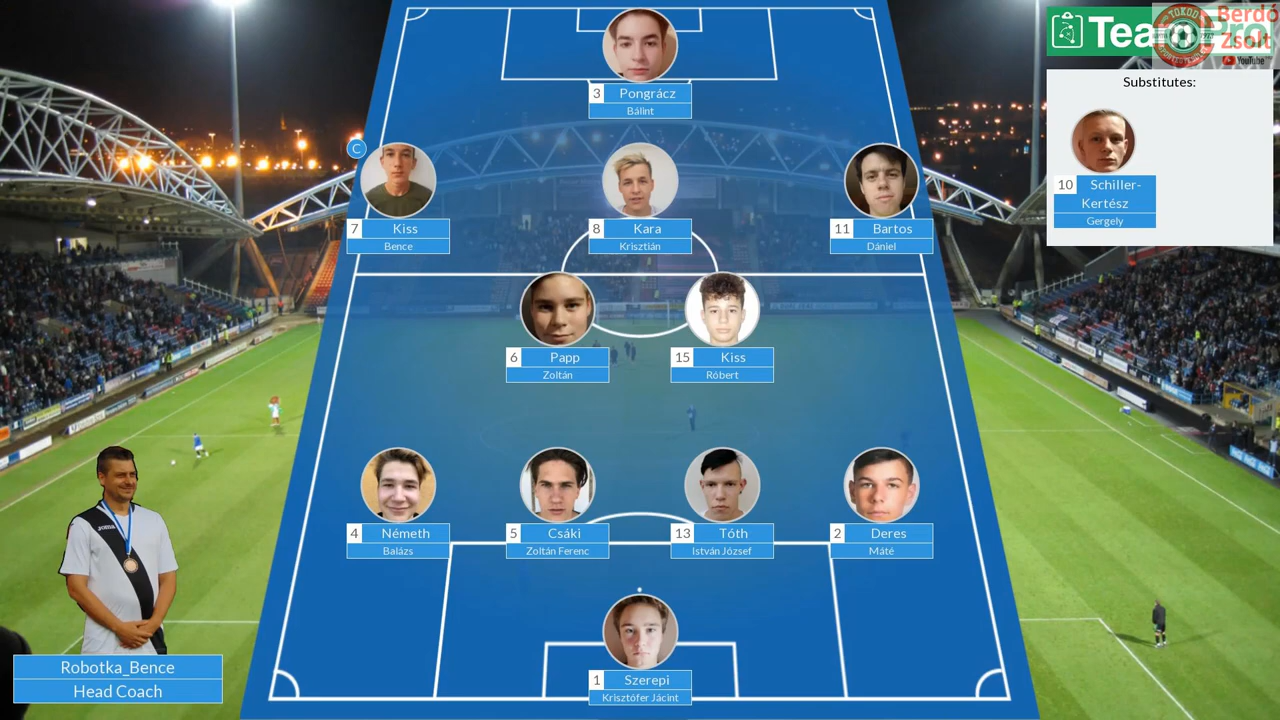 TeamPro
TOKOD
Berdó
Zsolt
YouTube
Substitutes:
10 Schiller-
Kertész
Gergely
3 Pongrácz
Bálint
C
7 Kiss
Bence
8 Kara
Krisztián
11 Bartos
Dániel
6 Papp
Zoltán
15 Kiss
Róbert
4 Németh
Balázs
5 Csáki
Zoltán Ferenc
13 Tóth
István József
2 Deres
Máté
1 Szerepi
Krisztófer Jácint
Robotka_Bence
Head Coach